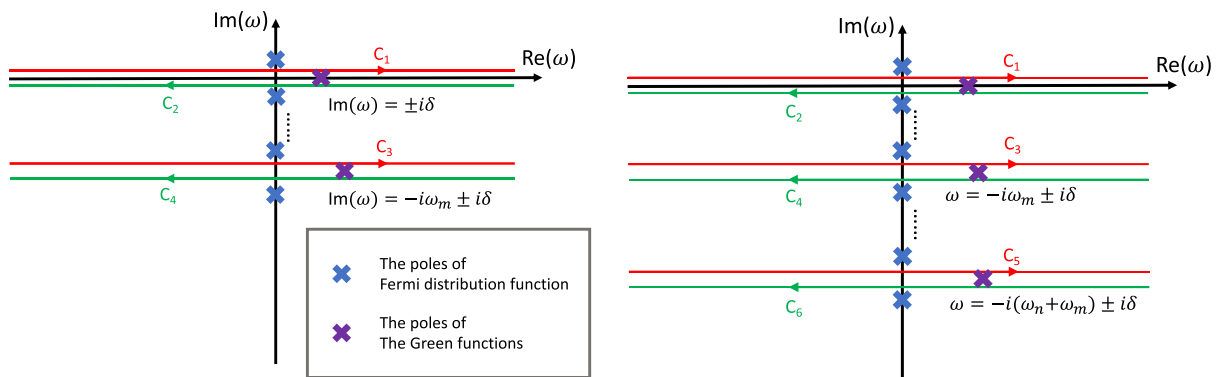 Im(ω)
Re(ω)
C₁
C₂
Im(ω) = ±iδ
C₃
C₄
Im(ω) = −iωₘ ± iδ
The poles of
Fermi distribution function
The poles of
The Green functions
Im(ω)
Re(ω)
C₁
C₂
C₃
C₄
ω = −iωₘ ± iδ
C₅
C₆
ω = −i(ωₙ+ωₘ) ± iδ